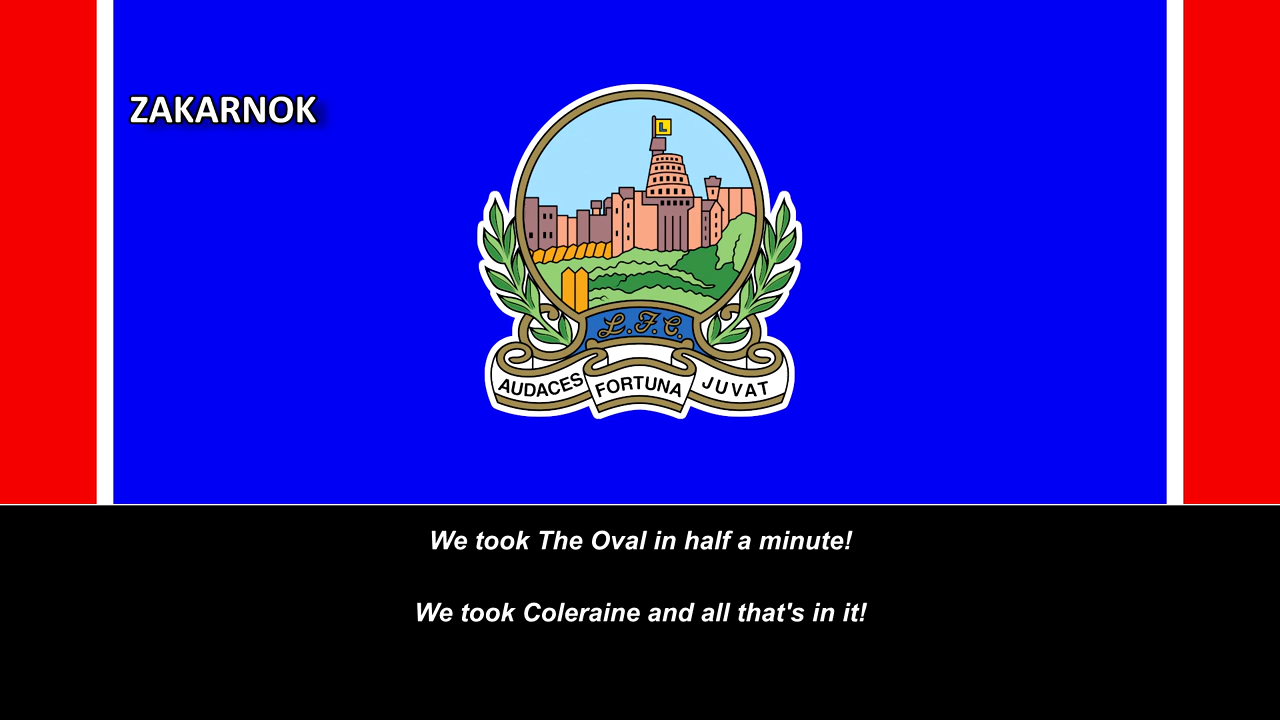 ZAKARNOK
L
L.F.C.
AUDACES FORTUNA JUVAT
We took The Oval in half a minute!
We took Coleraine and all that's in it!